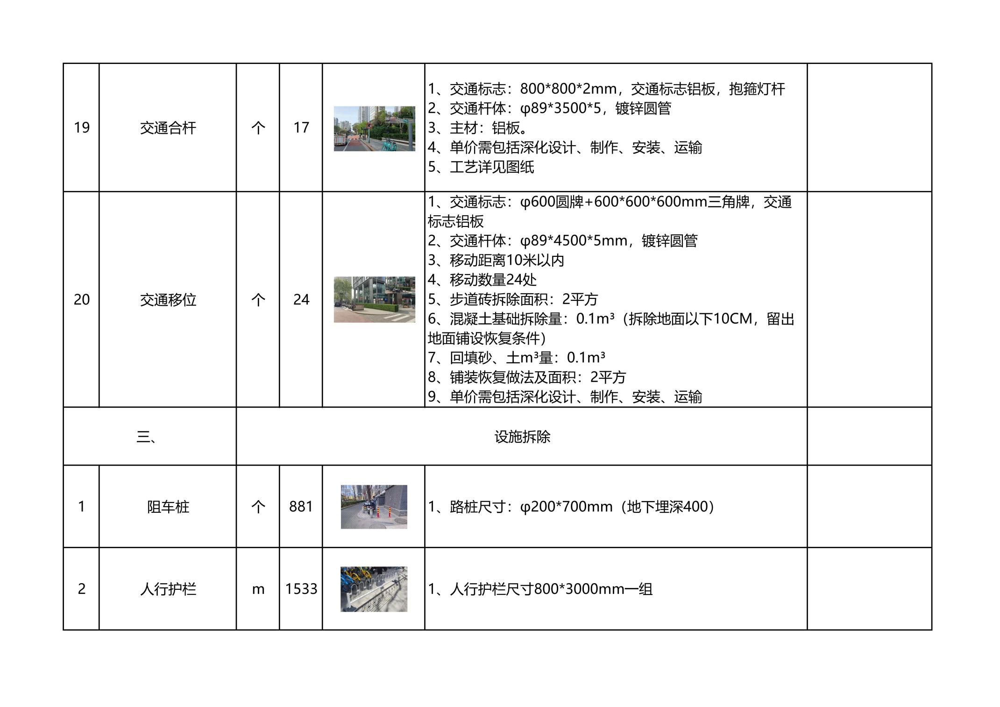 19 交通合杆 个 17
1、交通标志：800*800*2mm，交通标志铝板，抱箍灯杆
2、交通杆体：φ89*3500*5，镀锌圆管
3、主材：铝板。
4、单价需包括深化设计、制作、安装、运输
5、工艺详见图纸
20 交通移位 个 24
1、交通标志：φ600圆牌+600*600*600mm三角牌，交通
标志铝板
2、交通杆体：φ89*4500*5mm，镀锌圆管
3、移动距离10米以内
4、移动数量24处
5、步道砖拆除面积：2平方
6、混凝土基础拆除量：0.1m³（拆除地面以下10CM，留出
地面铺设恢复条件）
7、回填砂、土m³量：0.1m³
8、铺装恢复做法及面积：2平方
9、单价需包括深化设计、制作、安装、运输
三、 设施拆除
1 阻车桩 个 881 1、路桩尺寸：φ200*700mm（地下埋深400）
2 人行护栏 m 1533 1、人行护栏尺寸800*3000mm一组